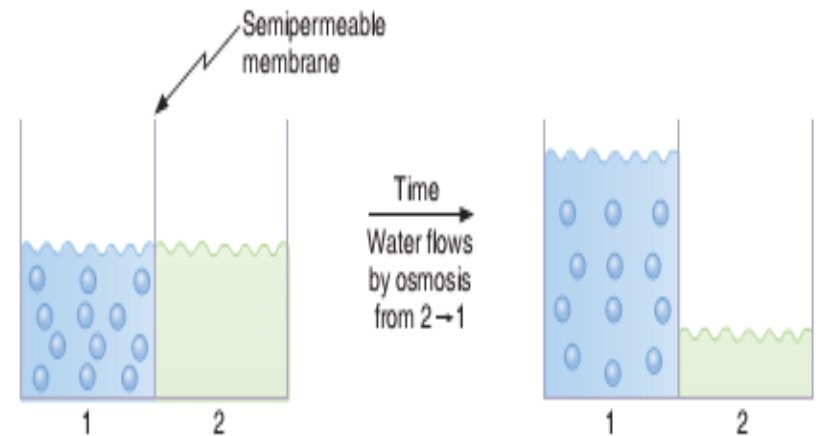 Semipermeable
membrane
Time
Water flows
by osmosis
from 2→1
1
2
1
2